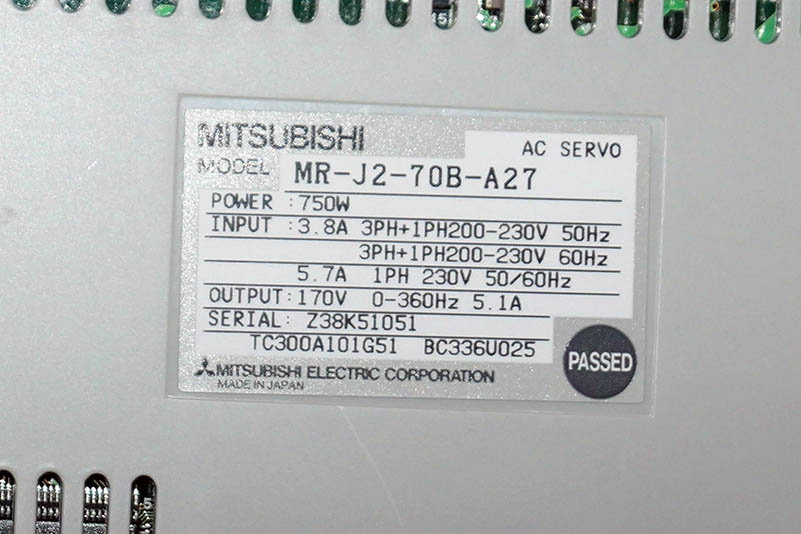 MITSUBISHI
AC SERVO
MODEL MR-J2-70B-A27
POWER :750W
INPUT :3.8A 3PH+1PH200-230V 50Hz
3PH+1PH200-230V 60Hz
5.7A 1PH 230V 50/60Hz
OUTPUT:170V 0-360Hz 5.1A
SERIAL: Z38K51051
TC300A101G51 BC336U025
PASSED
MITSUBISHI ELECTRIC CORPORATION
MADE IN JAPAN